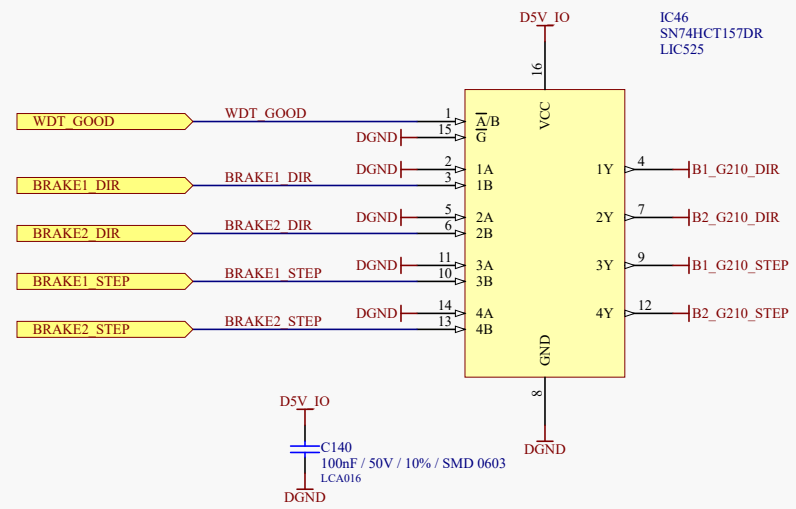 D5V_IO
IC46
SN74HCT157DR
LIC525
16
VCC
WDT_GOOD
WDT_GOOD
1
A/B
DGND
15
G
DGND
2
1A
1Y
4
B1_G210_DIR
BRAKE1_DIR
BRAKE1_DIR
3
1B
DGND
5
2A
2Y
7
B2_G210_DIR
BRAKE2_DIR
BRAKE2_DIR
6
2B
DGND
11
3A
3Y
9
B1_G210_STEP
BRAKE1_STEP
BRAKE1_STEP
10
3B
DGND
14
4A
4Y
12
B2_G210_STEP
BRAKE2_STEP
BRAKE2_STEP
13
4B
GND
8
DGND
D5V_IO
C140
100nF / 50V / 10% / SMD 0603
LCA016
DGND